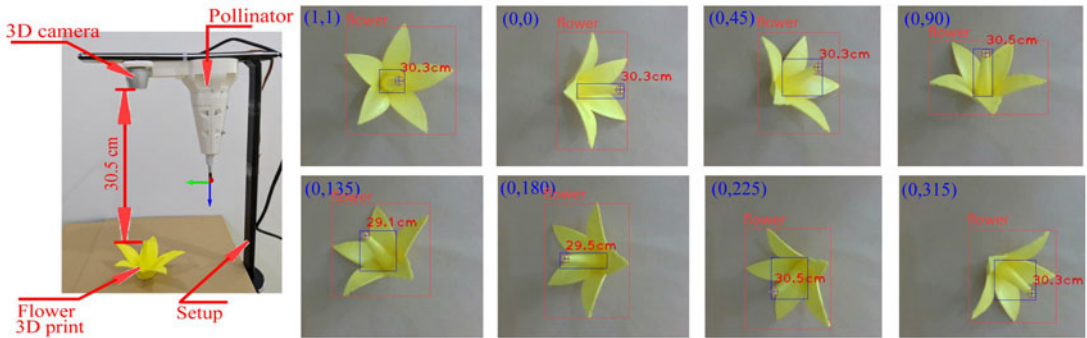 Pollinator
3D camera
30.5 cm
Flower
3D print
Setup
(1,1)
flower
30.3cm
(0,0)
flower
30.3cm
(0,45)
flower
30.3cm
(0,90)
flower
30.5cm
(0,135)
flower
29.1cm
(0,180)
flower
29.5cm
(0,225)
flower
30.5cm
(0,315)
flower
30.3cm